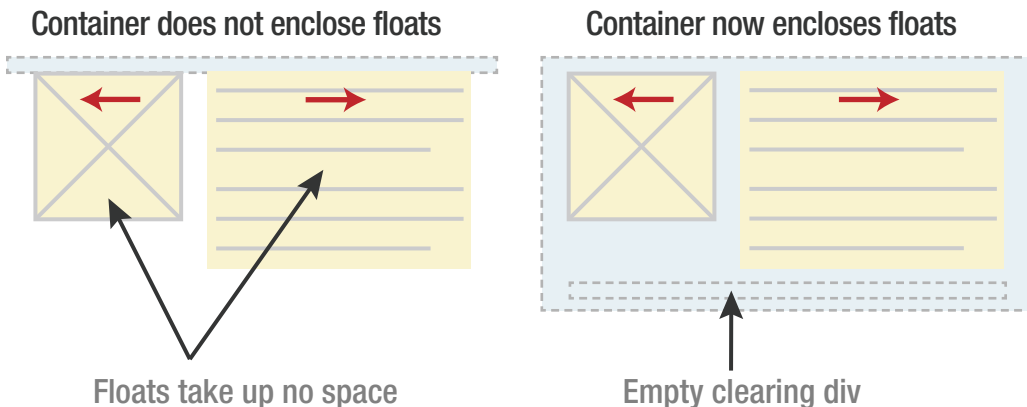 Container does not enclose floats
Container now encloses floats
Floats take up no space
Empty clearing div